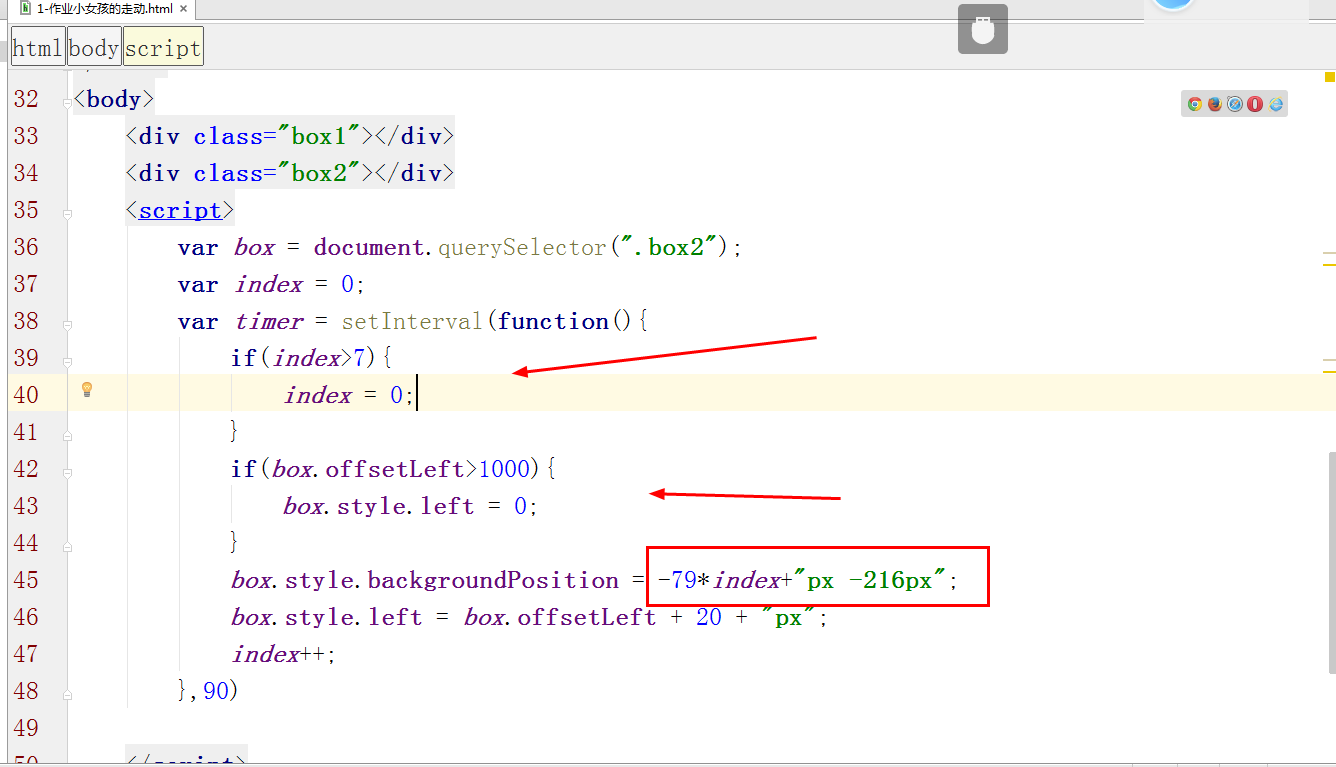 1-作业小女孩的走动.html ×
html body script
32 <body>
33 <div class="box1"></div>
34 <div class="box2"></div>
35 <script>
36 var box = document.querySelector(".box2");
37 var index = 0;
38 var timer = setInterval(function(){
39 if(index>7){
40 index = 0;
41 }
42 if(box.offsetLeft>1000){
43 box.style.left = 0;
44 }
45 box.style.backgroundPosition = -79*index+"px -216px";
46 box.style.left = box.offsetLeft + 20 + "px";
47 index++;
48 },90)
49
50 </script>